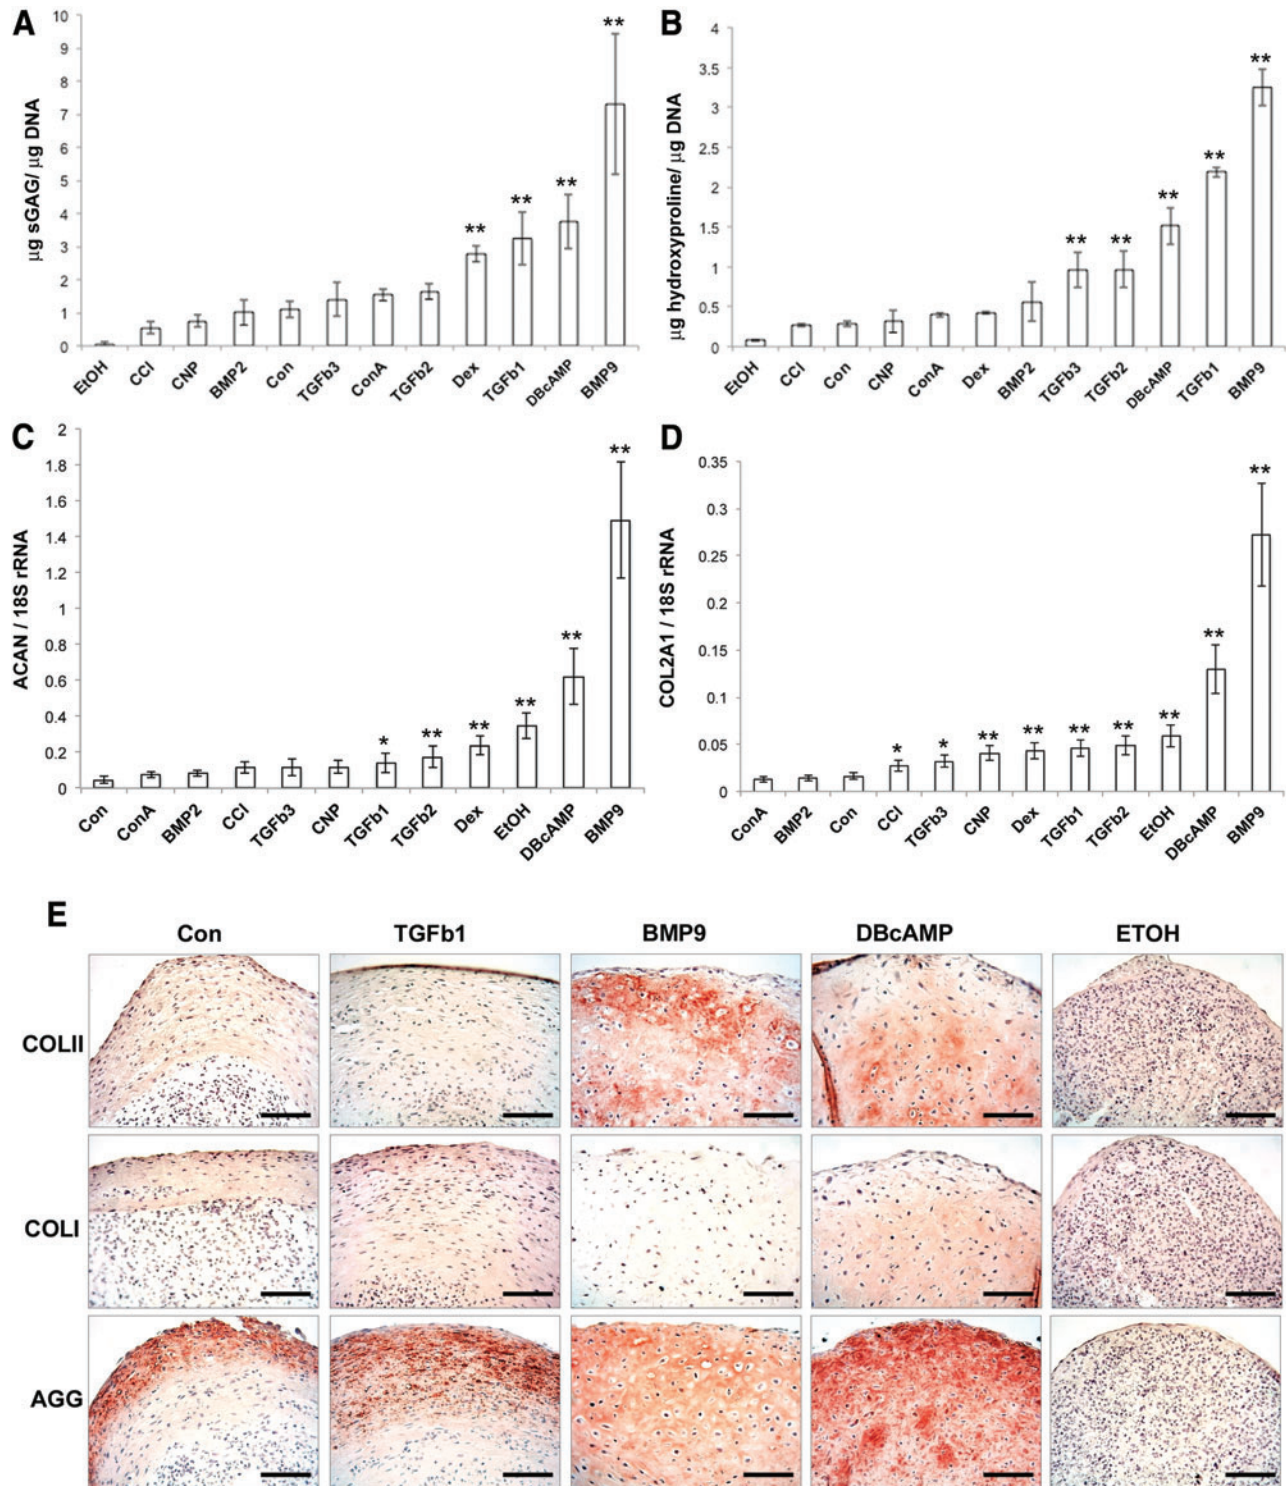 A
µg sGAG/ µg DNA
10
9
8
7
6
5
4
3
2
1
0
** ** ** **
EtOH CCI CNP BMP2 Con TGFb3 ConA TGFb2 Dex TGFb1 DBcAMP BMP9
B
µg hydroxyproline/ µg DNA
4
3.5
3
2.5
2
1.5
1
0.5
0
** ** ** ** **
EtOH CCI Con CNP ConA Dex BMP2 TGFb3 TGFb2 DBcAMP TGFb1 BMP9
C
ACAN / 18S rRNA
2
1.8
1.6
1.4
1.2
1
0.8
0.6
0.4
0.2
0
* ** ** ** ** **
Con ConA BMP2 CCI TGFb3 CNP TGFb1 TGFb2 Dex EtOH DBcAMP BMP9
D
COL2A1 / 18S rRNA
0.35
0.3
0.25
0.2
0.15
0.1
0.05
0
* * ** ** ** ** ** ** **
ConA BMP2 Con CCI TGFb3 CNP Dex TGFb1 TGFb2 EtOH DBcAMP BMP9
E
Con TGFb1 BMP9 DBcAMP ETOH
COLII
COLI
AGG